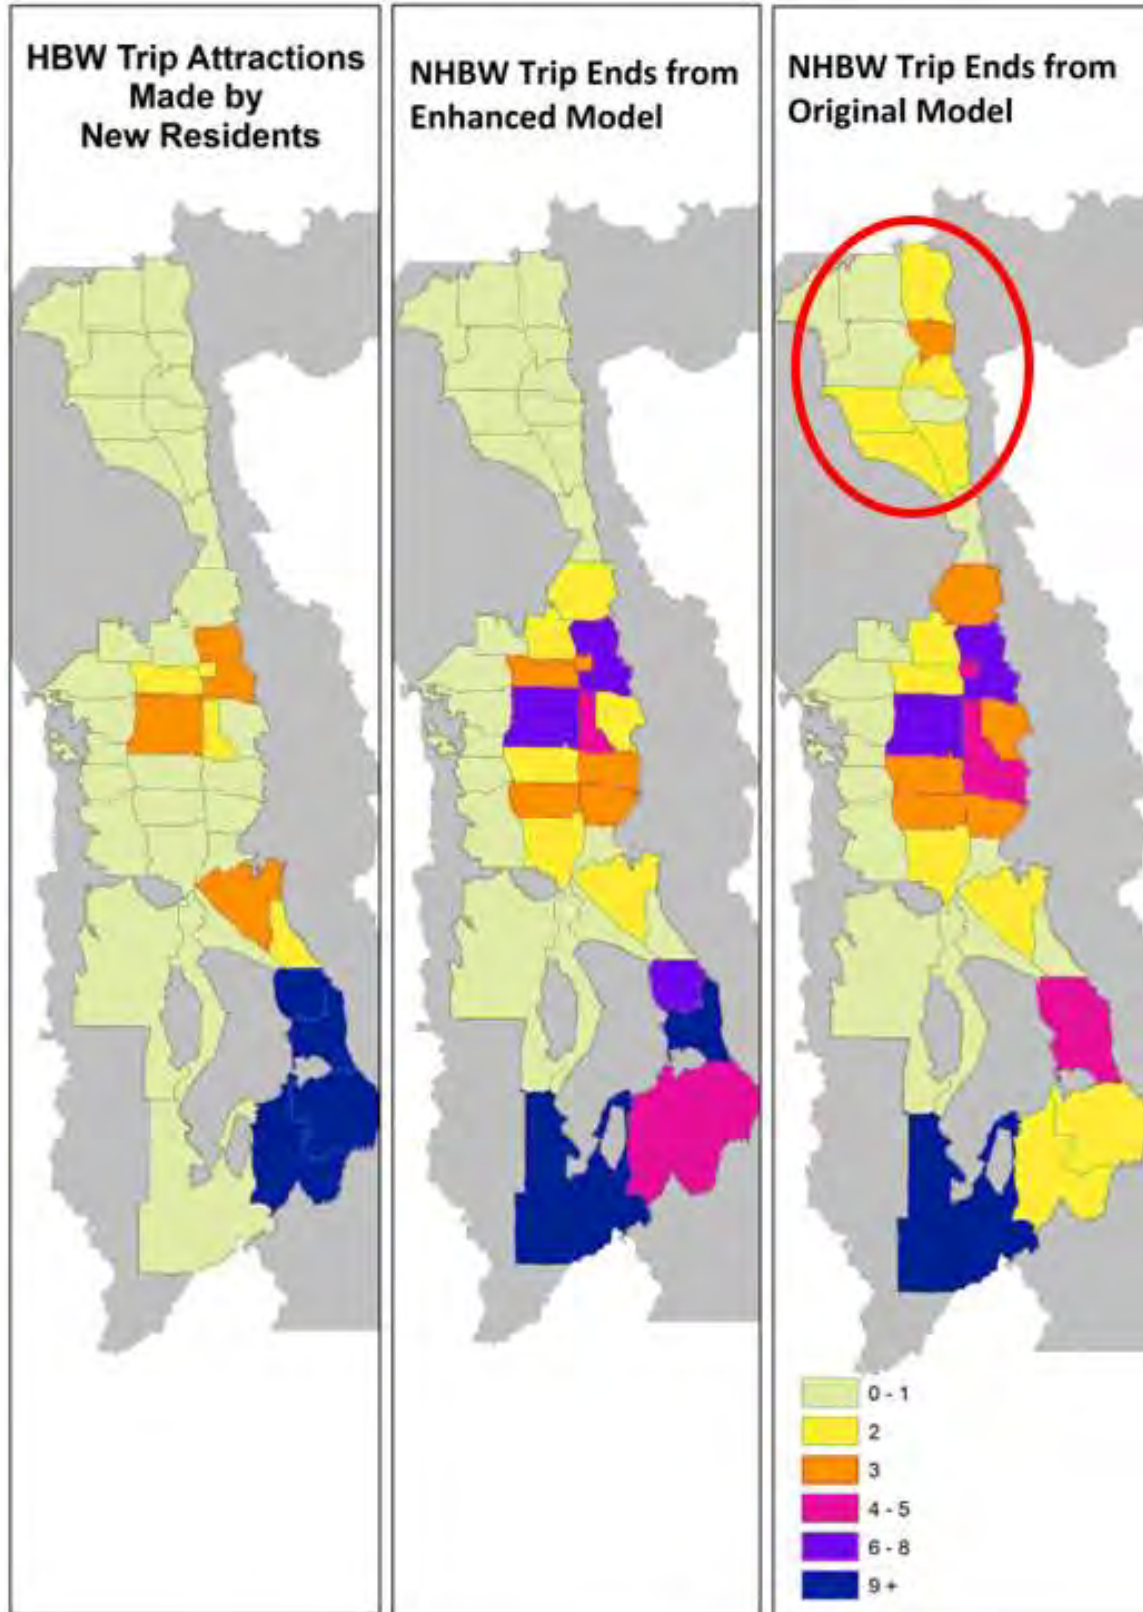 HBW Trip Attractions
Made by
New Residents
NHBW Trip Ends from
Enhanced Model
NHBW Trip Ends from
Original Model
0 - 1
2
3
4 - 5
6 - 8
9 +